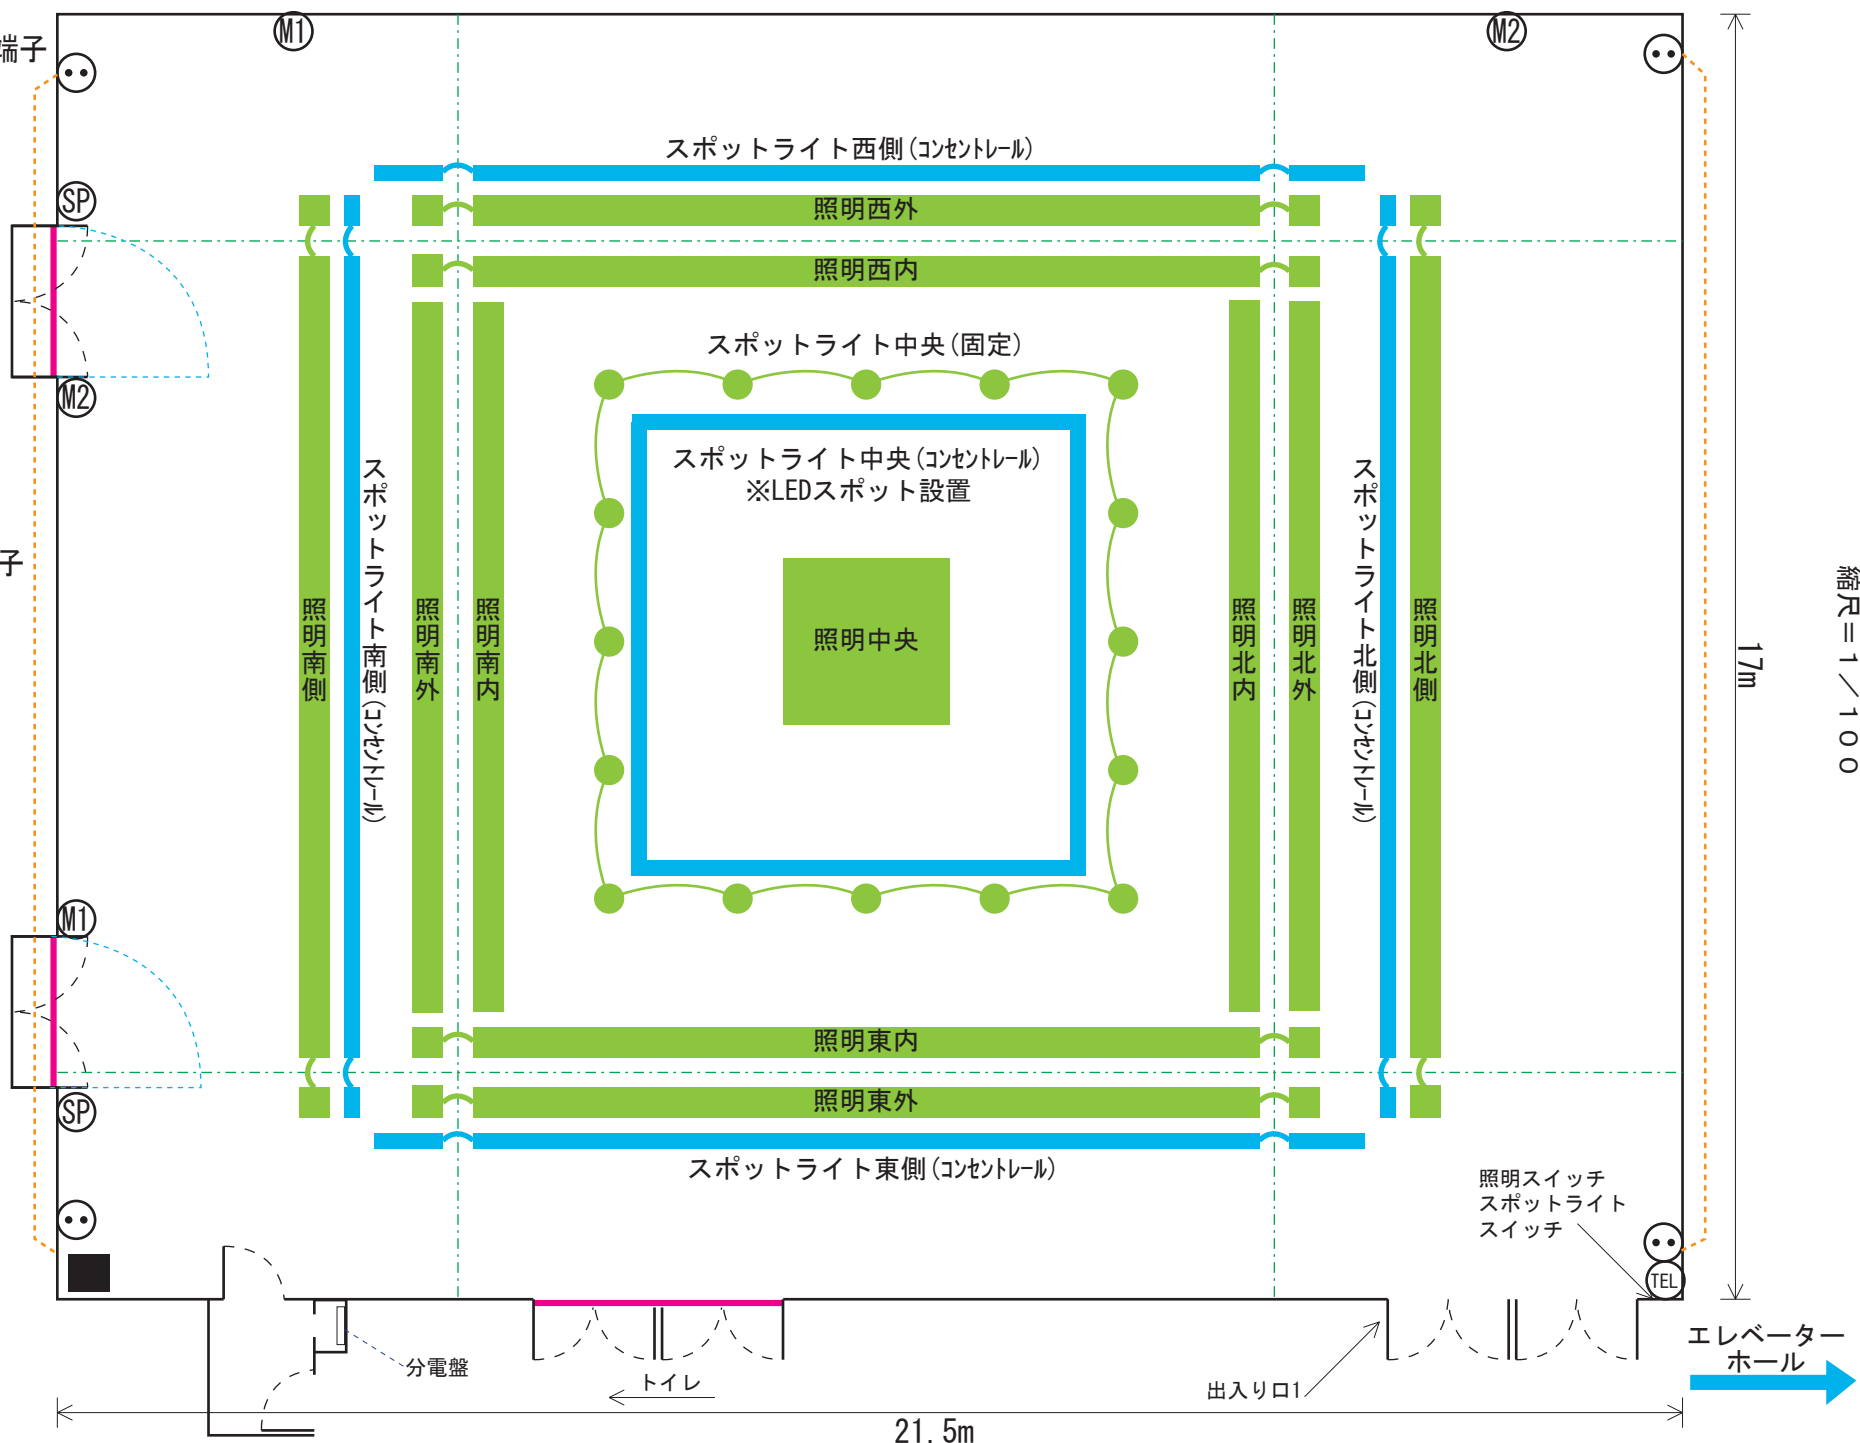 M1
M2
端子
SP
スポットライト西側(コンセントレール)
照明西外
照明西内
スポットライト中央(固定)
M2
スポットライト中央(コンセントレール)
※LEDスポット設置
スポットライト南側(コンセントレール)
スポットライト北側(コンセントレール)
子
照明南側
照明南外
照明南内
照明中央
照明北内
照明北外
照明北側
17m
縮尺=1/100
M1
照明東内
SP
照明東外
スポットライト東側(コンセントレール)
照明スイッチ
スポットライト
スイッチ
TEL
エレベーター
ホール
分電盤
トイレ
出入り口1
21.5m